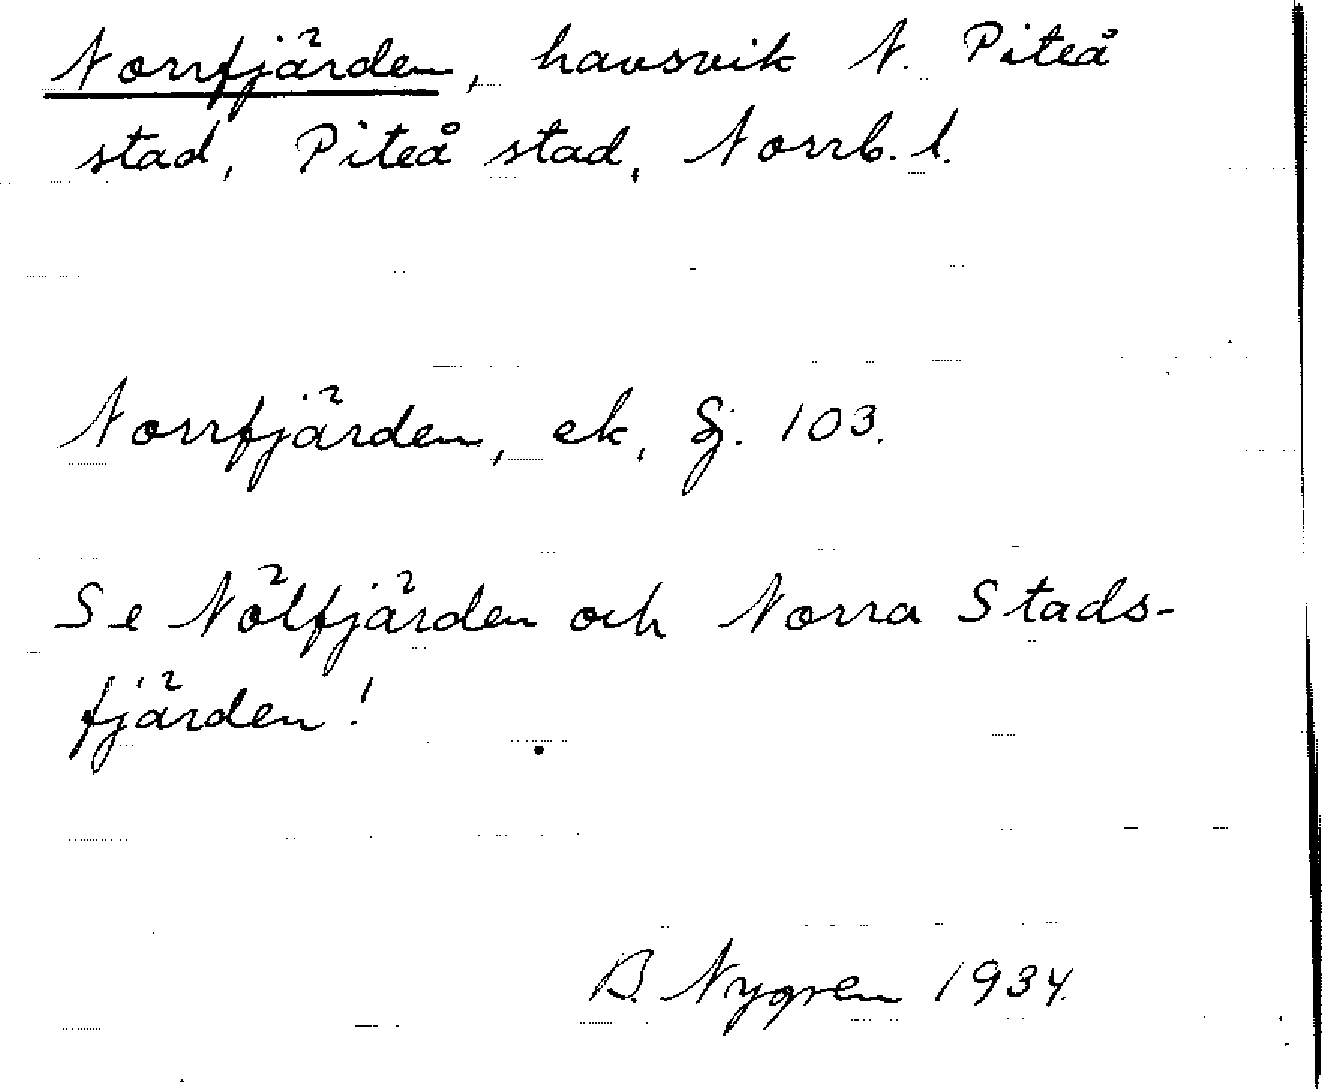 Norrfjärden, havsvik N. Piteå
stad, Piteå stad, Norrb. l.
Norrfjärden, ek, Sj. 103.
Se Nölfjärden och Norra Stads-
fjärden!
B. Nygren 1934.